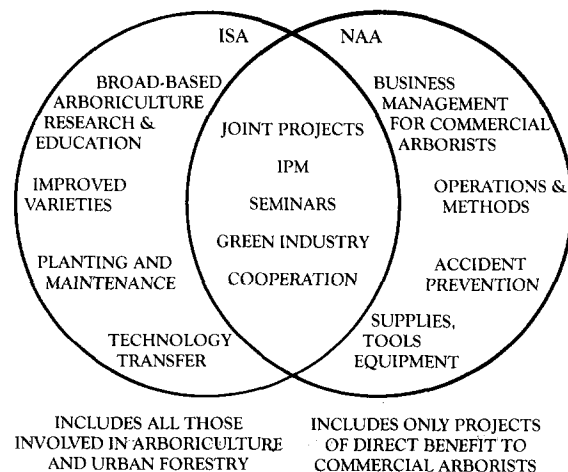 ISA
NAA
BROAD-BASED
ARBORICULTURE
RESEARCH &
EDUCATION
IMPROVED
VARIETIES
PLANTING AND
MAINTENANCE
TECHNOLOGY
TRANSFER
JOINT PROJECTS
IPM
SEMINARS
GREEN INDUSTRY
COOPERATION
BUSINESS
MANAGEMENT
FOR COMMERCIAL
ARBORISTS
OPERATIONS &
METHODS
ACCIDENT
PREVENTION
SUPPLIES,
TOOLS
EQUIPMENT
INCLUDES ALL THOSE
INVOLVED IN ARBORICULTURE
AND URBAN FORESTRY
INCLUDES ONLY PROJECTS
OF DIRECT BENEFIT TO
COMMERCIAL ARBORISTS